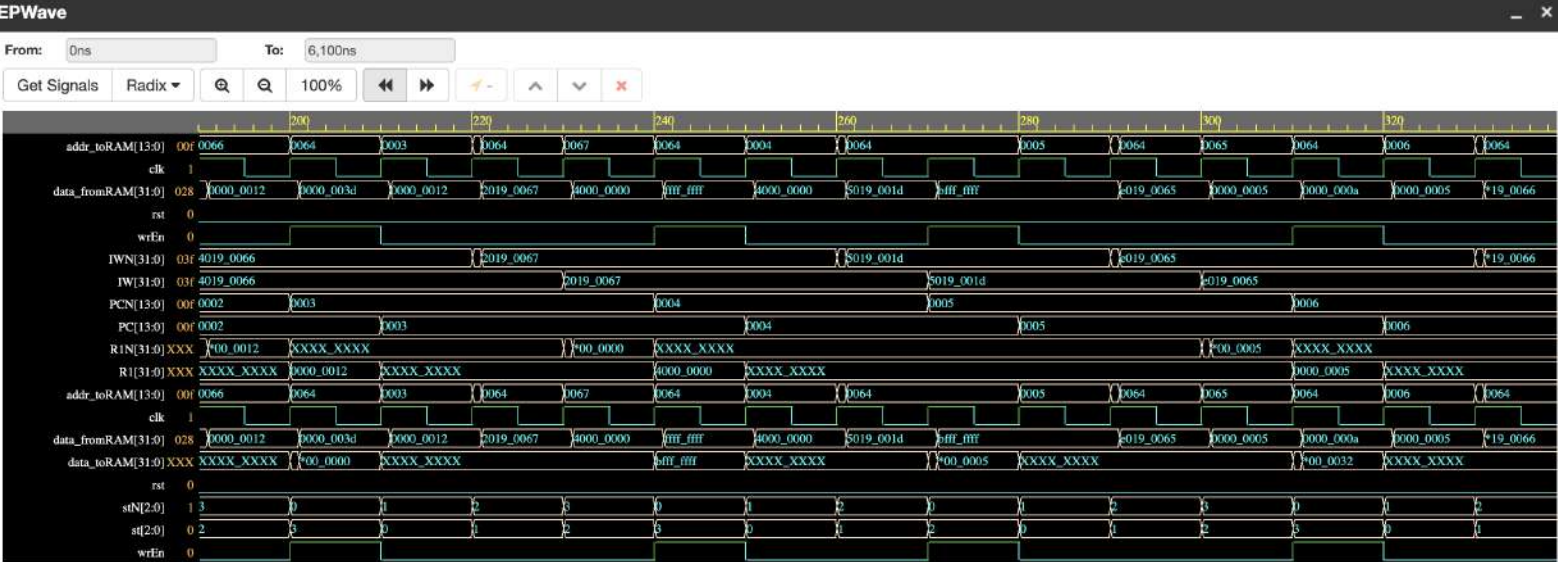 EPWave
From: 0ns To: 6,100ns
Get Signals Radix 100%
200 220 240 260 280 300 320
addr_toRAM[13:0] 00f 0066 0064 0003 0064 0067 0064 0004 0064 0005 0064 0065 0064 0006 0064
clk 1
data_fromRAM[31:0] 028 0000_0012 0000_003d 0000_0012 2019_0067 4000_0000 ffff_ffff 4000_0000 5019_001d bfff_ffff e019_0065 0000_0005 0000_000a 0000_0005 *19_0066
rst 0
wrEn 0
IWN[31:0] 03f 4019_0066 2019_0067 5019_001d e019_0065 *19_0066
IW[31:0] 03f 4019_0066 2019_0067 5019_001d e019_0065
PCN[13:0] 00f 0002 0003 0004 0005 0006
PC[13:0] 00f 0002 0003 0004 0005 0006
R1N[31:0] XXX *00_0012 XXXX_XXXX *00_0000 XXXX_XXXX *00_0005 XXXX_XXXX
R1[31:0] XXX XXXX_XXXX 0000_0012 XXXX_XXXX 4000_0000 XXXX_XXXX 0000_0005 XXXX_XXXX
addr_toRAM[13:0] 00f 0066 0064 0003 0064 0067 0064 0004 0064 0005 0064 0065 0064 0006 0064
clk 1
data_fromRAM[31:0] 028 0000_0012 0000_003d 0000_0012 2019_0067 4000_0000 ffff_ffff 4000_0000 5019_001d bfff_ffff e019_0065 0000_0005 0000_000a 0000_0005 *19_0066
data_toRAM[31:0] XXX XXXX_XXXX *00_0000 XXXX_XXXX bfff_ffff XXXX_XXXX *00_0005 XXXX_XXXX *00_0032 XXXX_XXXX
rst 0
stN[2:0] 1 3 0 1 2 3 0 1 2 0 1 2 3 0 1 2
st[2:0] 0 2 3 0 1 2 3 0 1 2 0 1 2 3 0 1
wrEn 0